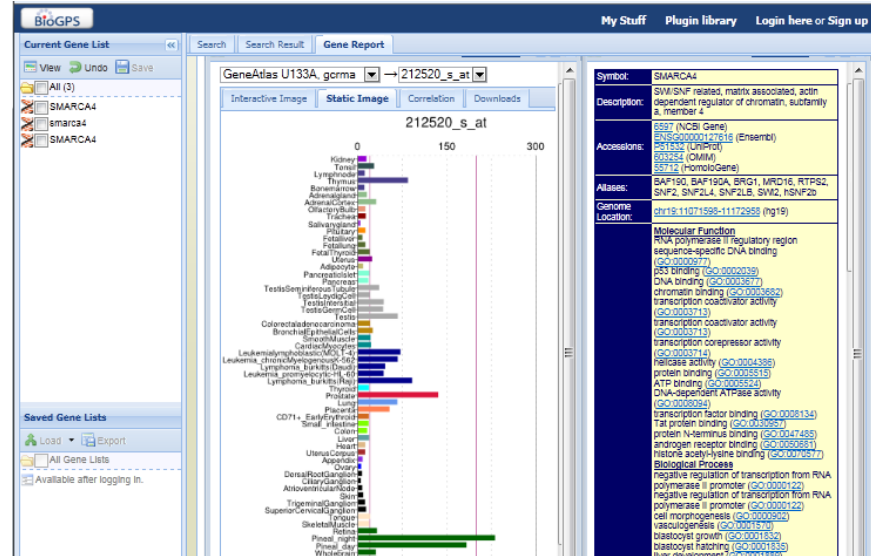 BioGPS
My Stuff Plugin library Login here or Sign up
Current Gene List
View Undo Save
All (3)
SMARCA4
smarca4
SMARCA4
Saved Gene Lists
Load Export
All Gene Lists
Available after logging in.
Search Search Result Gene Report
GeneAtlas U133A, gcrma → 212520_s_at
Interactive Image Static Image Correlation Downloads
212520_s_at
0 150 300
Kidney
Tonsil
Lymphnode
Thymus
Bonemarrow
Adrenalgland
AdrenalCortex
OlfactoryBulb
Trachea
Salivarygland
Pituitary
Fetalliver
Fetallung
FetalThyroid
Uterus
Adipocyte
PancreaticIslet
Pancreas
TestisSeminiferousTubule
TestisLeydigCell
TestisIntersitial
TestisGermCell
Testis
Colorectaladenocarcinoma
BronchialEpithelialCells
SmoothMuscle
CardiacMyocytes
Leukemialymphoblastic(MOLT-4)
Leukemia_chronicMyelogenousK-562
Lymphoma_burkitts(Daudi)
Leukemia_promyelocytic-HL-60
Lymphoma_burkitts(Raji)
Thyroid
Prostate
Lung
Placenta
CD71+_EarlyErythroid
Small_intestine
Colon
Liver
Heart
UterusCorpus
Appendix
Ovary
DorsalRootGanglion
CiliaryGanglion
AtrioventricularNode
Skin
TrigeminalGanglion
SuperiorCervicalGanglion
Tongue
SkeletalMuscle
Retina
Pineal_night
Pineal_day
WholeBrain
Symbol: SMARCA4
Description: SWI/SNF related, matrix associated, actin
dependent regulator of chromatin, subfamily
a, member 4
Accessions:
6597 (NCBI Gene)
ENSG00000127616 (Ensembl)
P51532 (UniProt)
603254 (OMIM)
55712 (HomoloGene)
Aliases: BAF190, BAF190A, BRG1, MRD16, RTPS2,
SNF2, SNF2L4, SNF2LB, SWI2, hSNF2b
Genome
Location: chr19:11071598-11172958 (hg19)
Molecular Function
RNA polymerase II regulatory region
sequence-specific DNA binding
(GO:0000977)
p53 binding (GO:0002039)
DNA binding (GO:0003677)
chromatin binding (GO:0003682)
transcription coactivator activity
(GO:0003713)
transcription coactivator activity
(GO:0003713)
transcription corepressor activity
(GO:0003714)
helicase activity (GO:0004386)
protein binding (GO:0005515)
ATP binding (GO:0005524)
DNA-dependent ATPase activity
(GO:0008094)
transcription factor binding (GO:0008134)
Tat protein binding (GO:0030957)
protein N-terminus binding (GO:0047485)
androgen receptor binding (GO:0050681)
histone acetyl-lysine binding (GO:0070577)
Biological Process
negative regulation of transcription from RNA
polymerase II promoter (GO:0000122)
negative regulation of transcription from RNA
polymerase II promoter (GO:0000122)
cell morphogenesis (GO:0000902)
vasculogenesis (GO:0001570)
blastocyst growth (GO:0001832)
blastocyst hatching (GO:0001835)
liver development